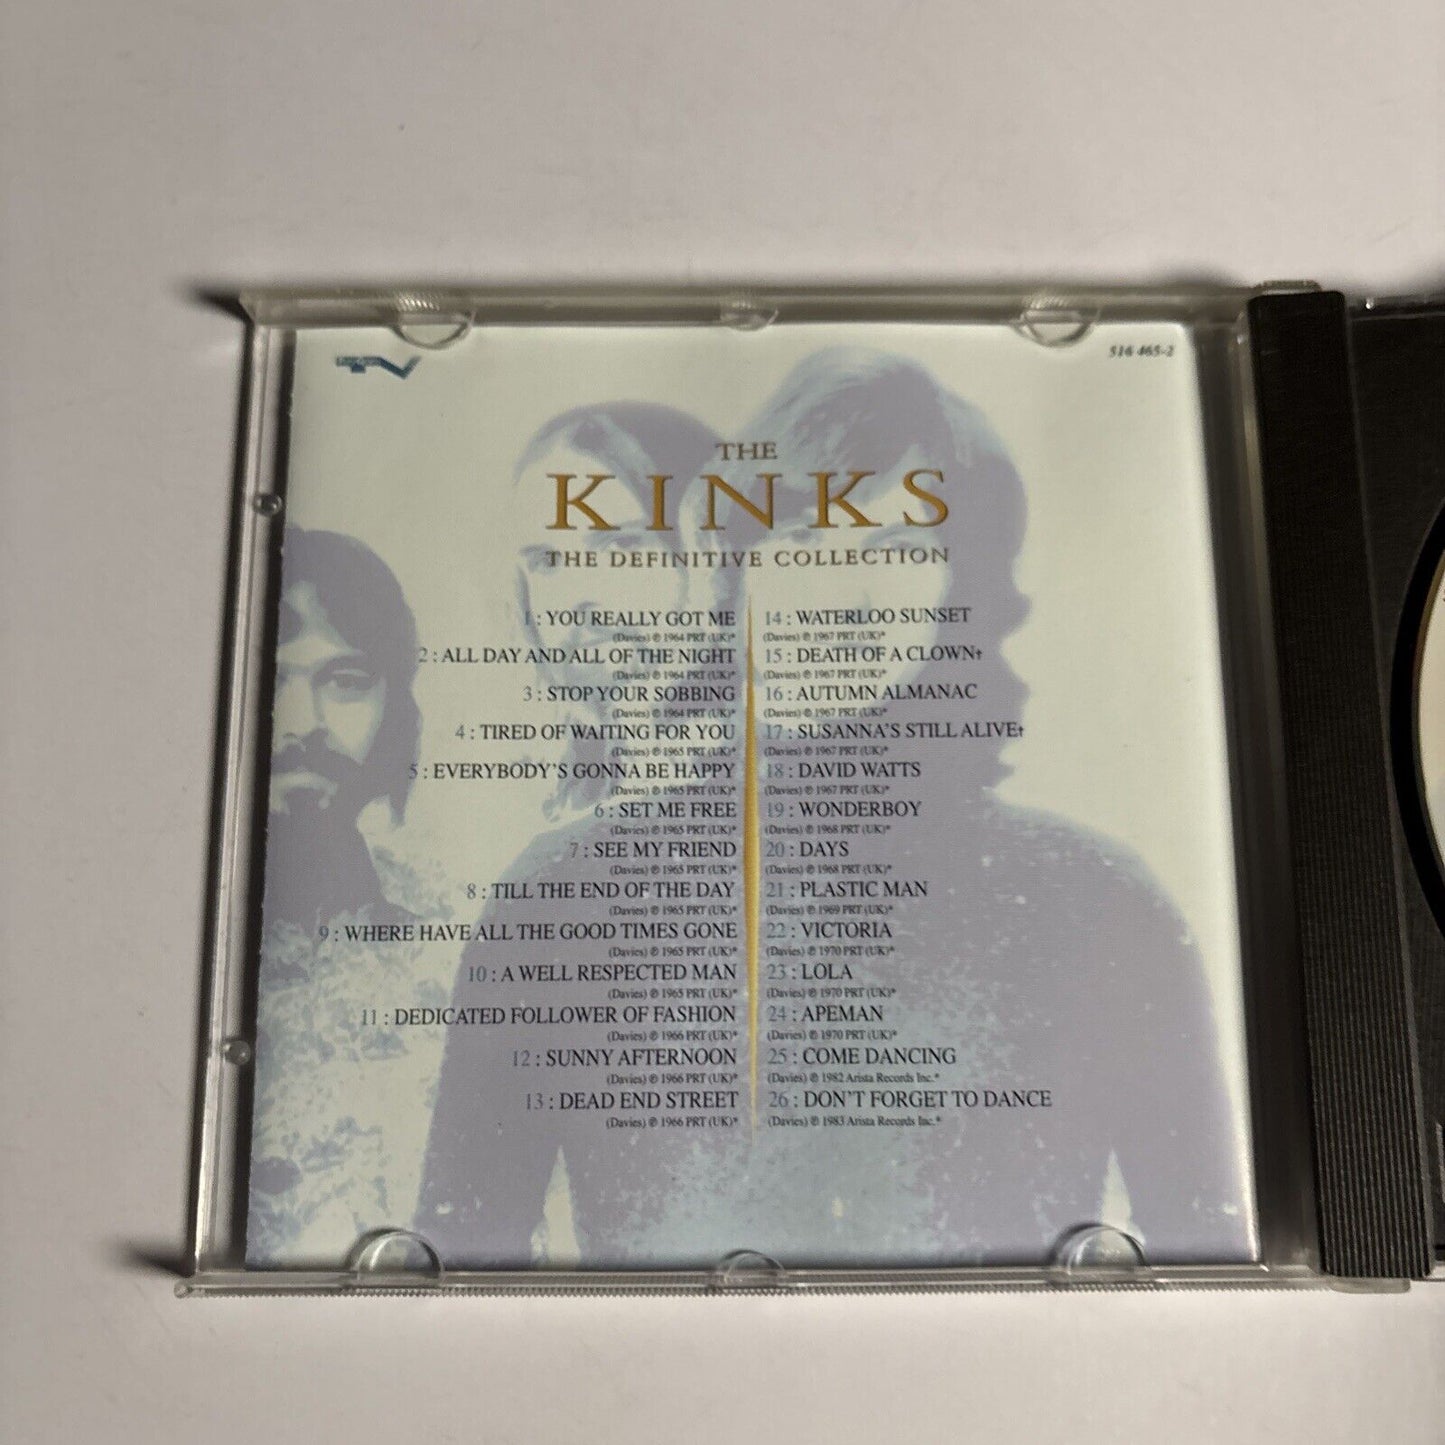 516 465-2
THE
KINKS
THE DEFINITIVE COLLECTION
1 : YOU REALLY GOT ME
(Davies) ℗ 1964 PRT (UK)*
2 : ALL DAY AND ALL OF THE NIGHT
(Davies) ℗ 1964 PRT (UK)*
3 : STOP YOUR SOBBING
(Davies) ℗ 1964 PRT (UK)*
4 : TIRED OF WAITING FOR YOU
(Davies) ℗ 1965 PRT (UK)*
5 : EVERYBODY'S GONNA BE HAPPY
(Davies) ℗ 1965 PRT (UK)*
6 : SET ME FREE
(Davies) ℗ 1965 PRT (UK)*
7 : SEE MY FRIEND
(Davies) ℗ 1965 PRT (UK)*
8 : TILL THE END OF THE DAY
(Davies) ℗ 1965 PRT (UK)*
9 : WHERE HAVE ALL THE GOOD TIMES GONE
(Davies) ℗ 1965 PRT (UK)*
10 : A WELL RESPECTED MAN
(Davies) ℗ 1965 PRT (UK)*
11 : DEDICATED FOLLOWER OF FASHION
(Davies) ℗ 1966 PRT (UK)*
12 : SUNNY AFTERNOON
(Davies) ℗ 1966 PRT (UK)*
13 : DEAD END STREET
(Davies) ℗ 1966 PRT (UK)*
14 : WATERLOO SUNSET
(Davies) ℗ 1967 PRT (UK)*
15 : DEATH OF A CLOWN†
(Davies) ℗ 1967 PRT (UK)*
16 : AUTUMN ALMANAC
(Davies) ℗ 1967 PRT (UK)*
17 : SUSANNA'S STILL ALIVE†
(Davies) ℗ 1967 PRT (UK)*
18 : DAVID WATTS
(Davies) ℗ 1967 PRT (UK)*
19 : WONDERBOY
(Davies) ℗ 1968 PRT (UK)*
20 : DAYS
(Davies) ℗ 1968 PRT (UK)*
21 : PLASTIC MAN
(Davies) ℗ 1969 PRT (UK)*
22 : VICTORIA
(Davies) ℗ 1970 PRT (UK)*
23 : LOLA
(Davies) ℗ 1970 PRT (UK)*
24 : APEMAN
(Davies) ℗ 1970 PRT (UK)*
25 : COME DANCING
(Davies) ℗ 1982 Arista Records Inc.*
26 : DON'T FORGET TO DANCE
(Davies) ℗ 1983 Arista Records Inc.*